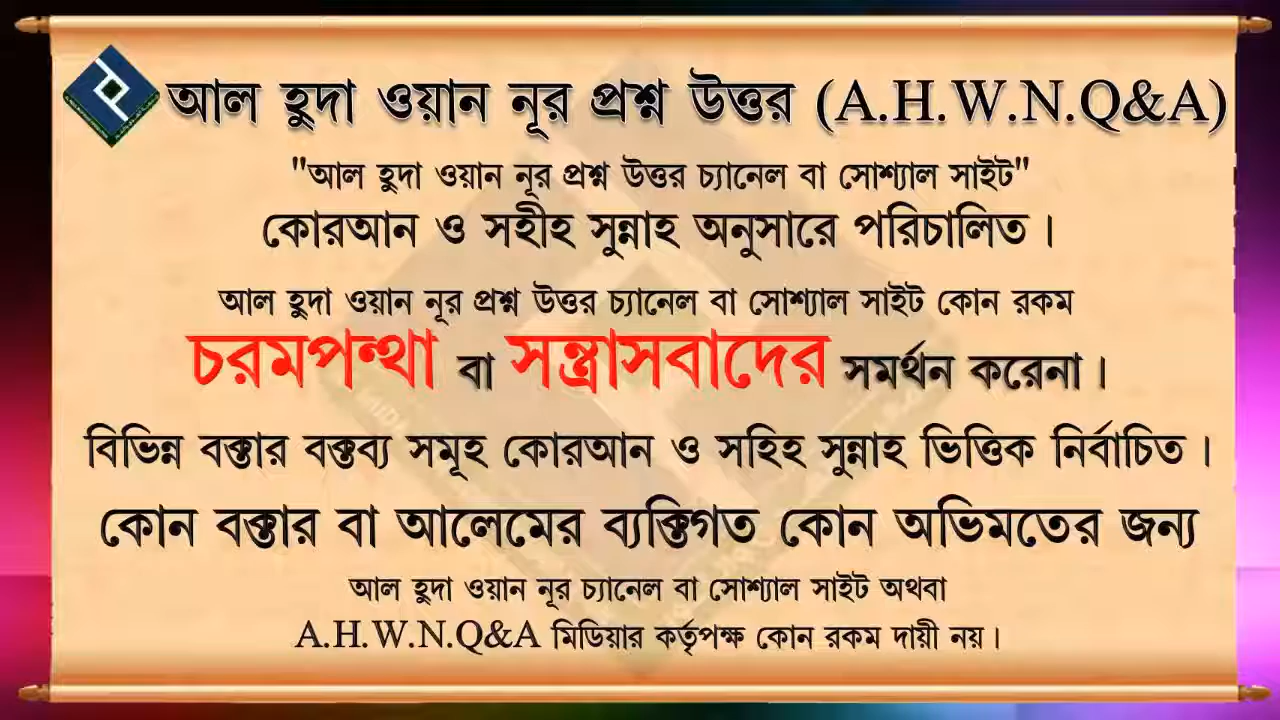 আল হুদা ওয়ান নূর প্রশ্ন উত্তর (A.H.W.N.Q&A)
"আল হুদা ওয়ান নূর প্রশ্ন উত্তর চ্যানেল বা সোশ্যাল সাইট"
কোরআন ও সহীহ সুন্নাহ অনুসারে পরিচালিত।
আল হুদা ওয়ান নূর প্রশ্ন উত্তর চ্যানেল বা সোশ্যাল সাইট কোন রকম
চরমপন্থা বা সন্ত্রাসবাদের সমর্থন করেনা।
বিভিন্ন বক্তার বক্তব্য সমূহ কোরআন ও সহিহ সুন্নাহ ভিত্তিক নির্বাচিত।
কোন বক্তার বা আলেমের ব্যক্তিগত কোন অভিমতের জন্য
আল হুদা ওয়ান নূর চ্যানেল বা সোশ্যাল সাইট অথবা
A.H.W.N.Q&A মিডিয়ার কর্তৃপক্ষ কোন রকম দায়ী নয়।